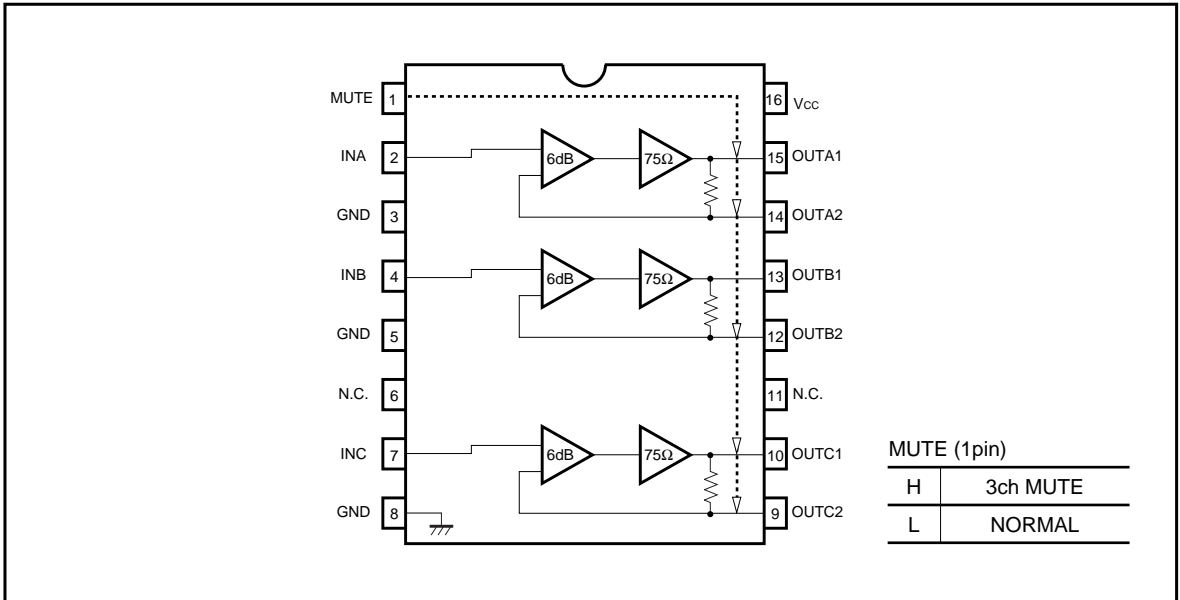 MUTE 1 16 Vcc
INA 2 6dB 75Ω 15 OUTA1
GND 3 14 OUTA2
INB 4 6dB 75Ω 13 OUTB1
GND 5 12 OUTB2
N.C. 6 11 N.C.
INC 7 6dB 75Ω 10 OUTC1
GND 8 9 OUTC2
MUTE (1pin)
H 3ch MUTE
L NORMAL